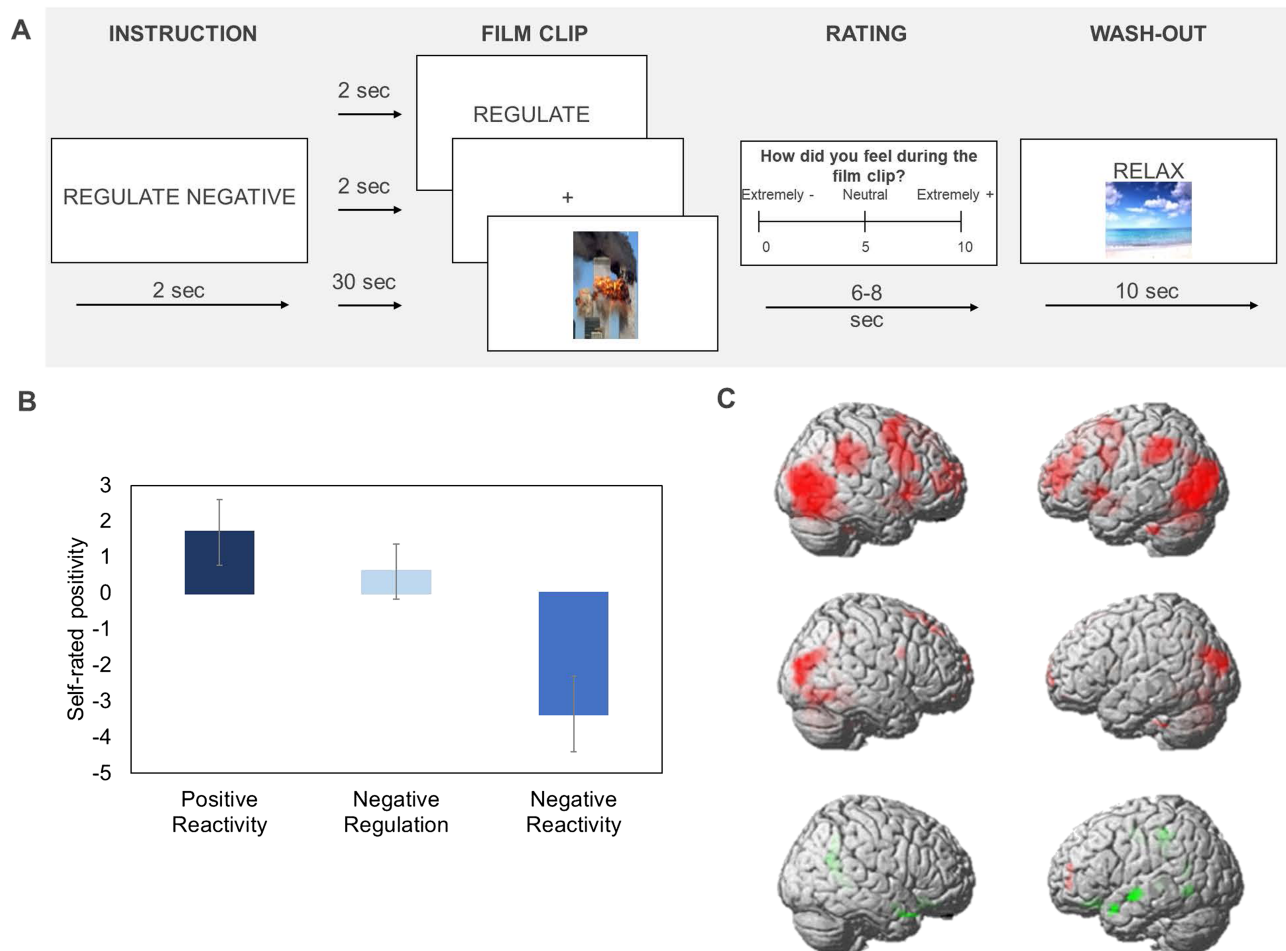 A
INSTRUCTION
FILM CLIP
RATING
WASH-OUT
REGULATE NEGATIVE
2 sec
2 sec
2 sec
30 sec
REGULATE
+
How did you feel during the
film clip?
Extremely - Neutral Extremely +
0 5 10
6-8
sec
RELAX
10 sec
B
Self-rated positivity
3
2
1
0
-1
-2
-3
-4
-5
Positive
Reactivity
Negative
Regulation
Negative
Reactivity
C